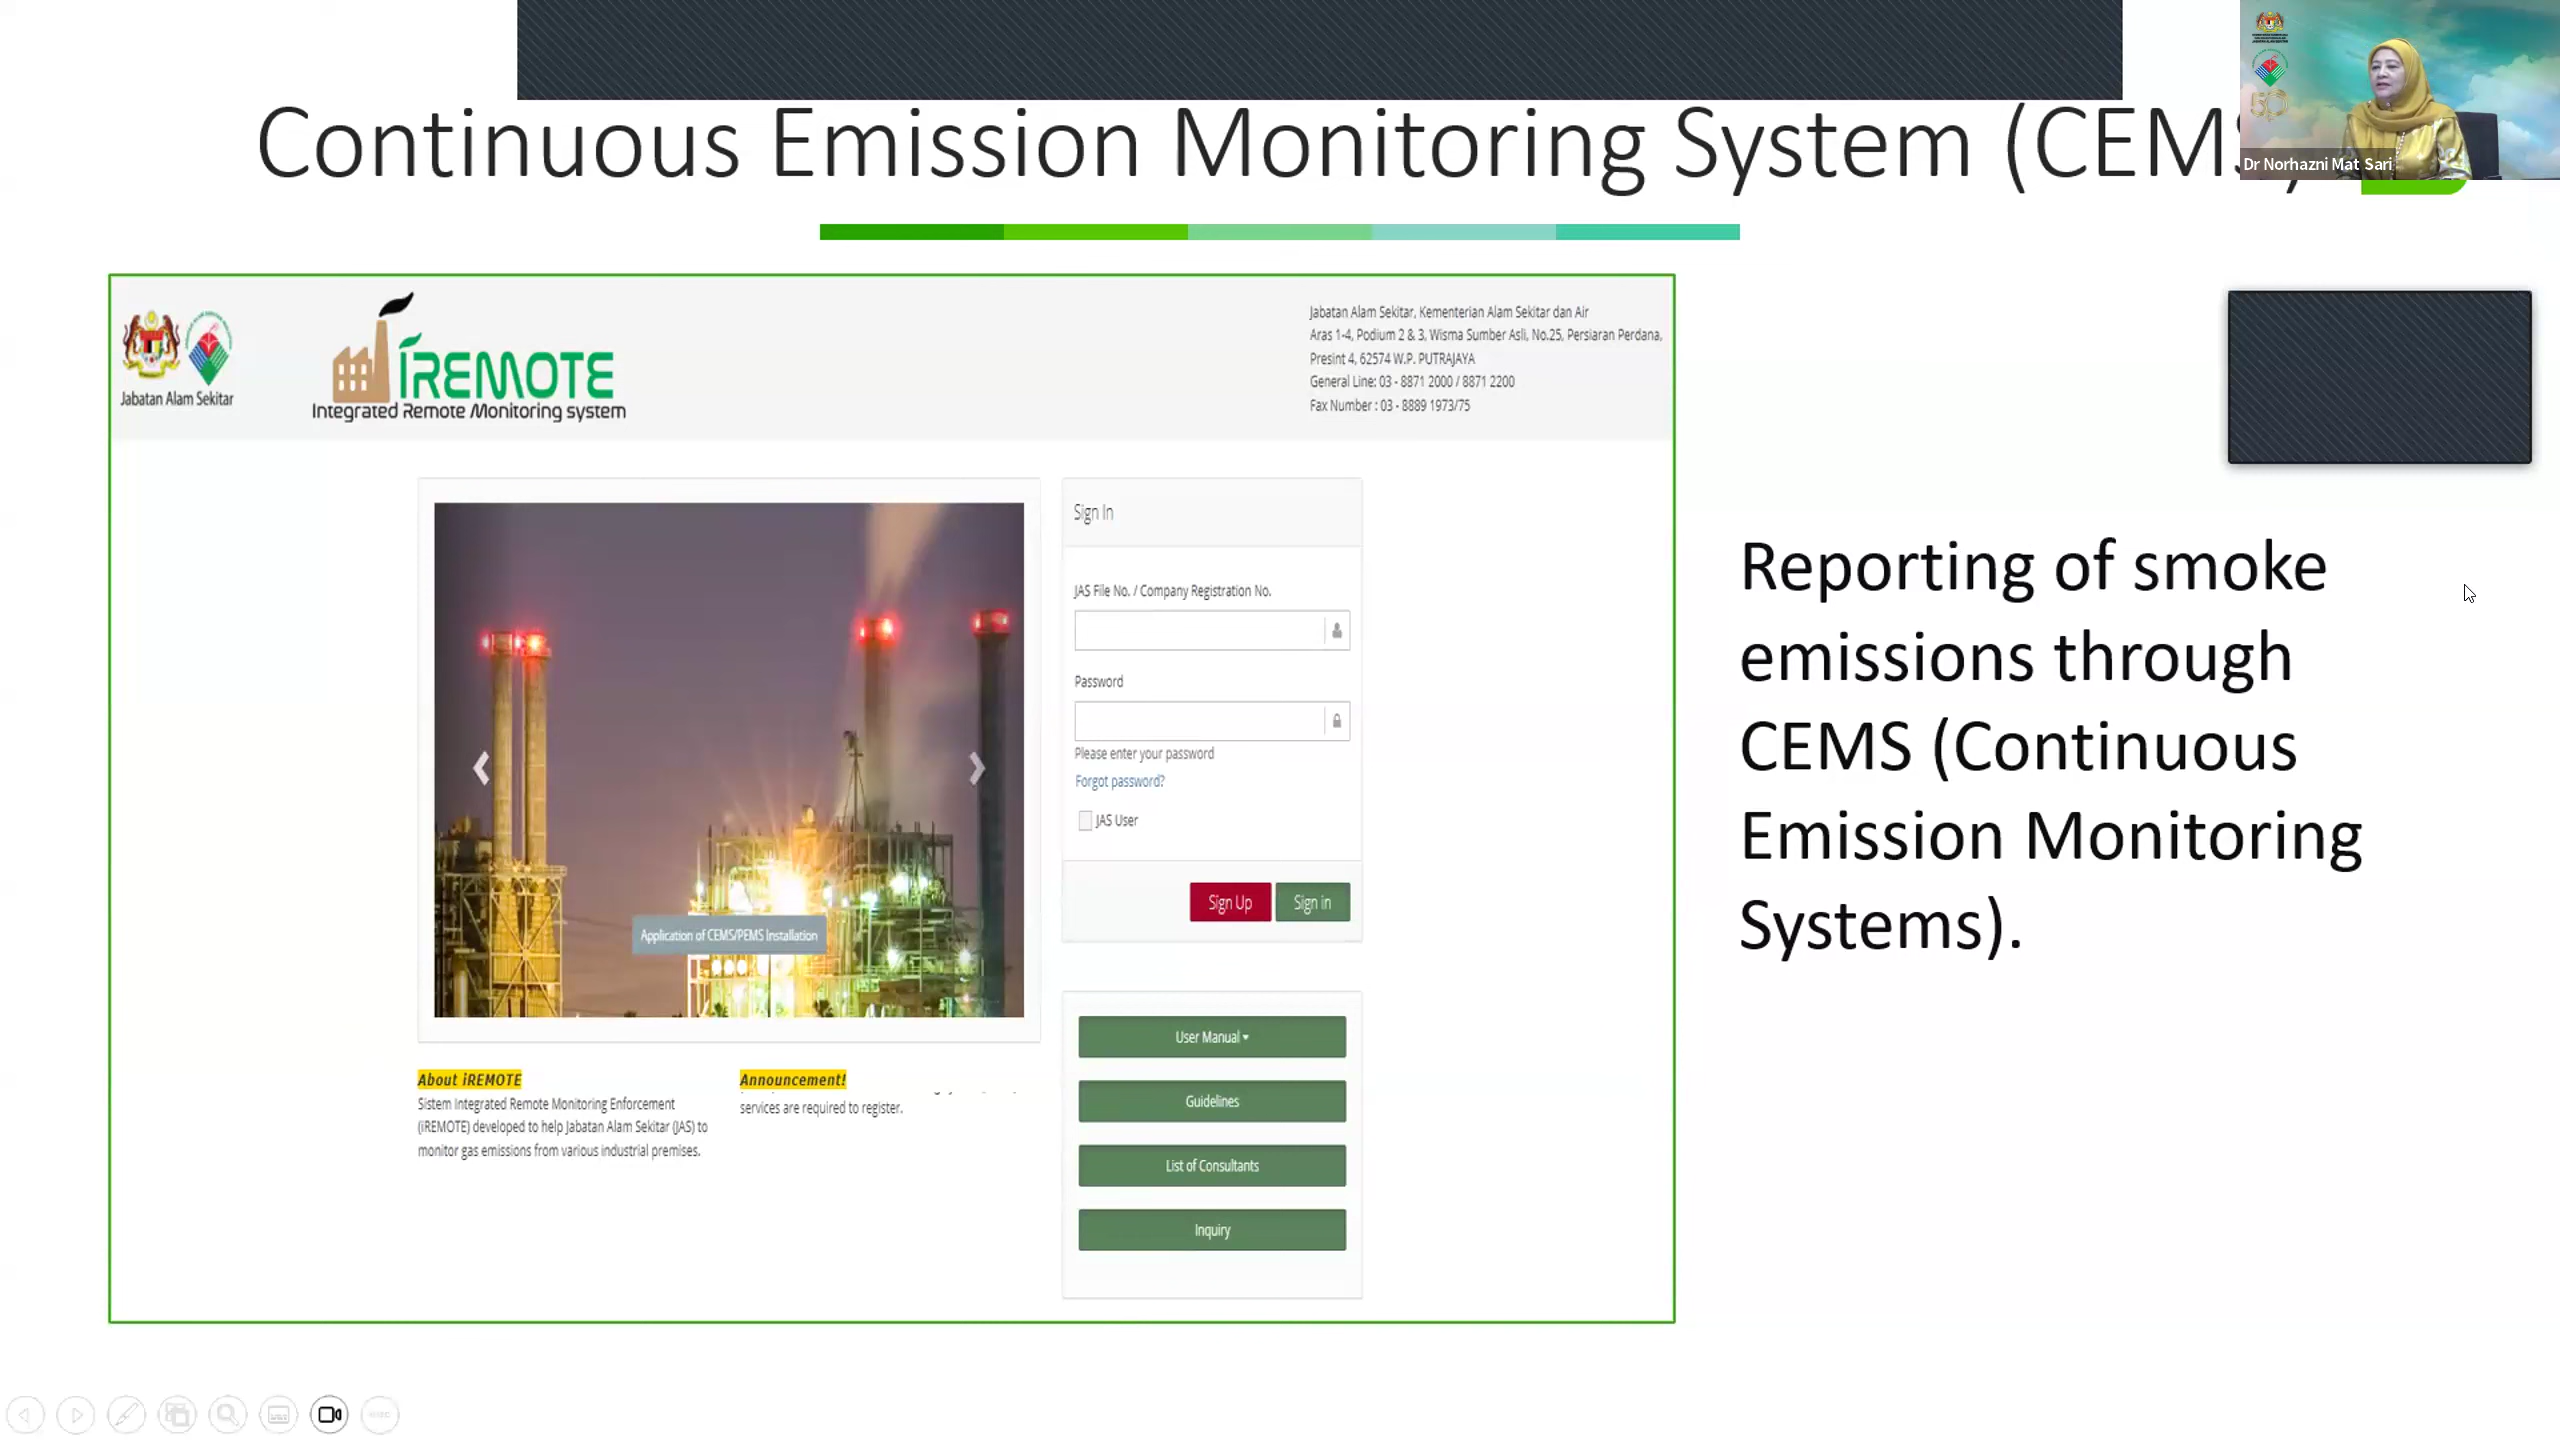 Continuous Emission Monitoring System (CEMS)
Dr Norhazni Mat Sari
Jabatan Alam Sekitar
iREMOTE
Integrated Remote Monitoring system
Jabatan Alam Sekitar, Kementerian Alam Sekitar dan Air
Aras 1-4, Podium 2 & 3, Wisma Sumber Asli, No.25, Persiaran Perdana,
Presint 4, 62574 W.P. PUTRAJAYA
General Line: 03 - 8871 2000 / 8871 2200
Fax Number : 03 - 8889 1973/75
Application of CEMS/PEMS Installation
Sign In
JAS File No. / Company Registration No.
Password
Please enter your password
Forgot password?
JAS User
Sign Up
Sign in
User Manual
Guidelines
List of Consultants
Inquiry
About iREMOTE
Sistem Integrated Remote Monitoring Enforcement
(iREMOTE) developed to help Jabatan Alam Sekitar (JAS) to
monitor gas emissions from various industrial premises.
Announcement!
services are required to register.
Reporting of smoke
emissions through
CEMS (Continuous
Emission Monitoring
Systems).